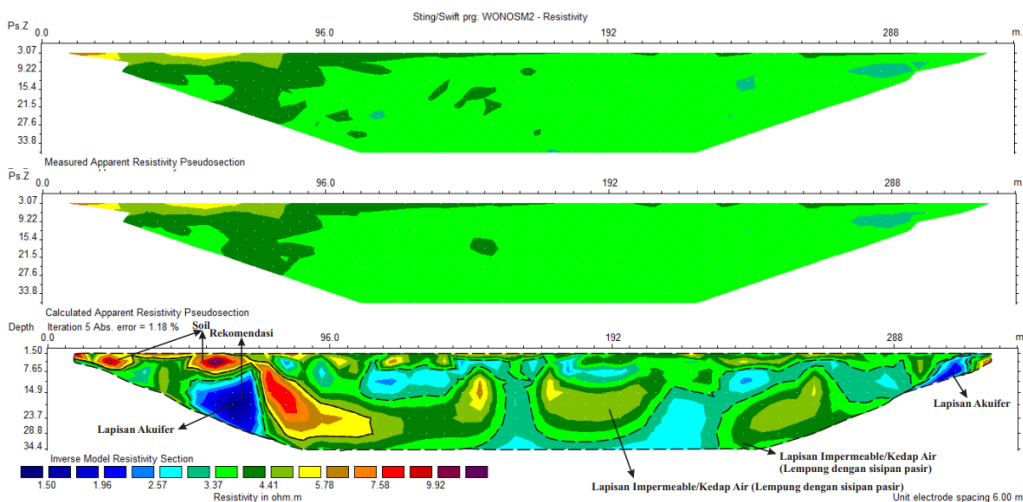 Sting/Swift prg: WONOSM2 - Resistivity
Ps.Z 0.0 96.0 192 288 m.
3.07
9.22
15.4
21.5
27.6
33.8
Measured Apparent Resistivity Pseudosection
Ps.Z 0.0 96.0 192 288 m.
3.07
9.22
15.4
21.5
27.6
33.8
Calculated Apparent Resistivity Pseudosection
Depth Iteration 5 Abs. error = 1.18 % Soil
Rekomendasi
0.0 96.0 192 288 m.
1.50
7.65
14.9
23.7
28.8
34.4
Lapisan Akuifer
Lapisan Akuifer
Lapisan Impermeable/Kedap Air
(Lempung dengan sisipan pasir)
Lapisan Impermeable/Kedap Air (Lempung dengan sisipan pasir)
Inverse Model Resistivity Section
1.50 1.96 2.57 3.37 4.41 5.78 7.58 9.92
Resistivity in ohm.m
Unit electrode spacing 6.00 m